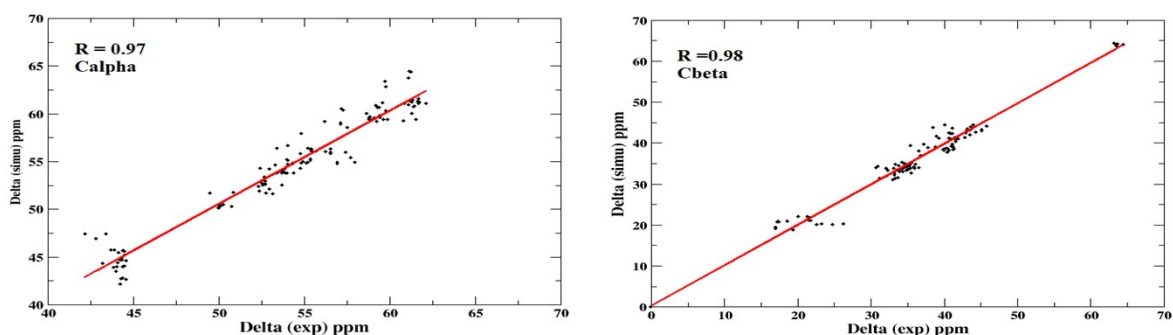 R = 0.97
Calpha
Delta (simu) ppm
70
65
60
55
50
45
40
40 45 50 55 60 65 70
Delta (exp) ppm
R =0.98
Cbeta
Delta (simu) ppm
70
60
50
40
30
20
10
0
0 10 20 30 40 50 60 70
Delta (exp) ppm